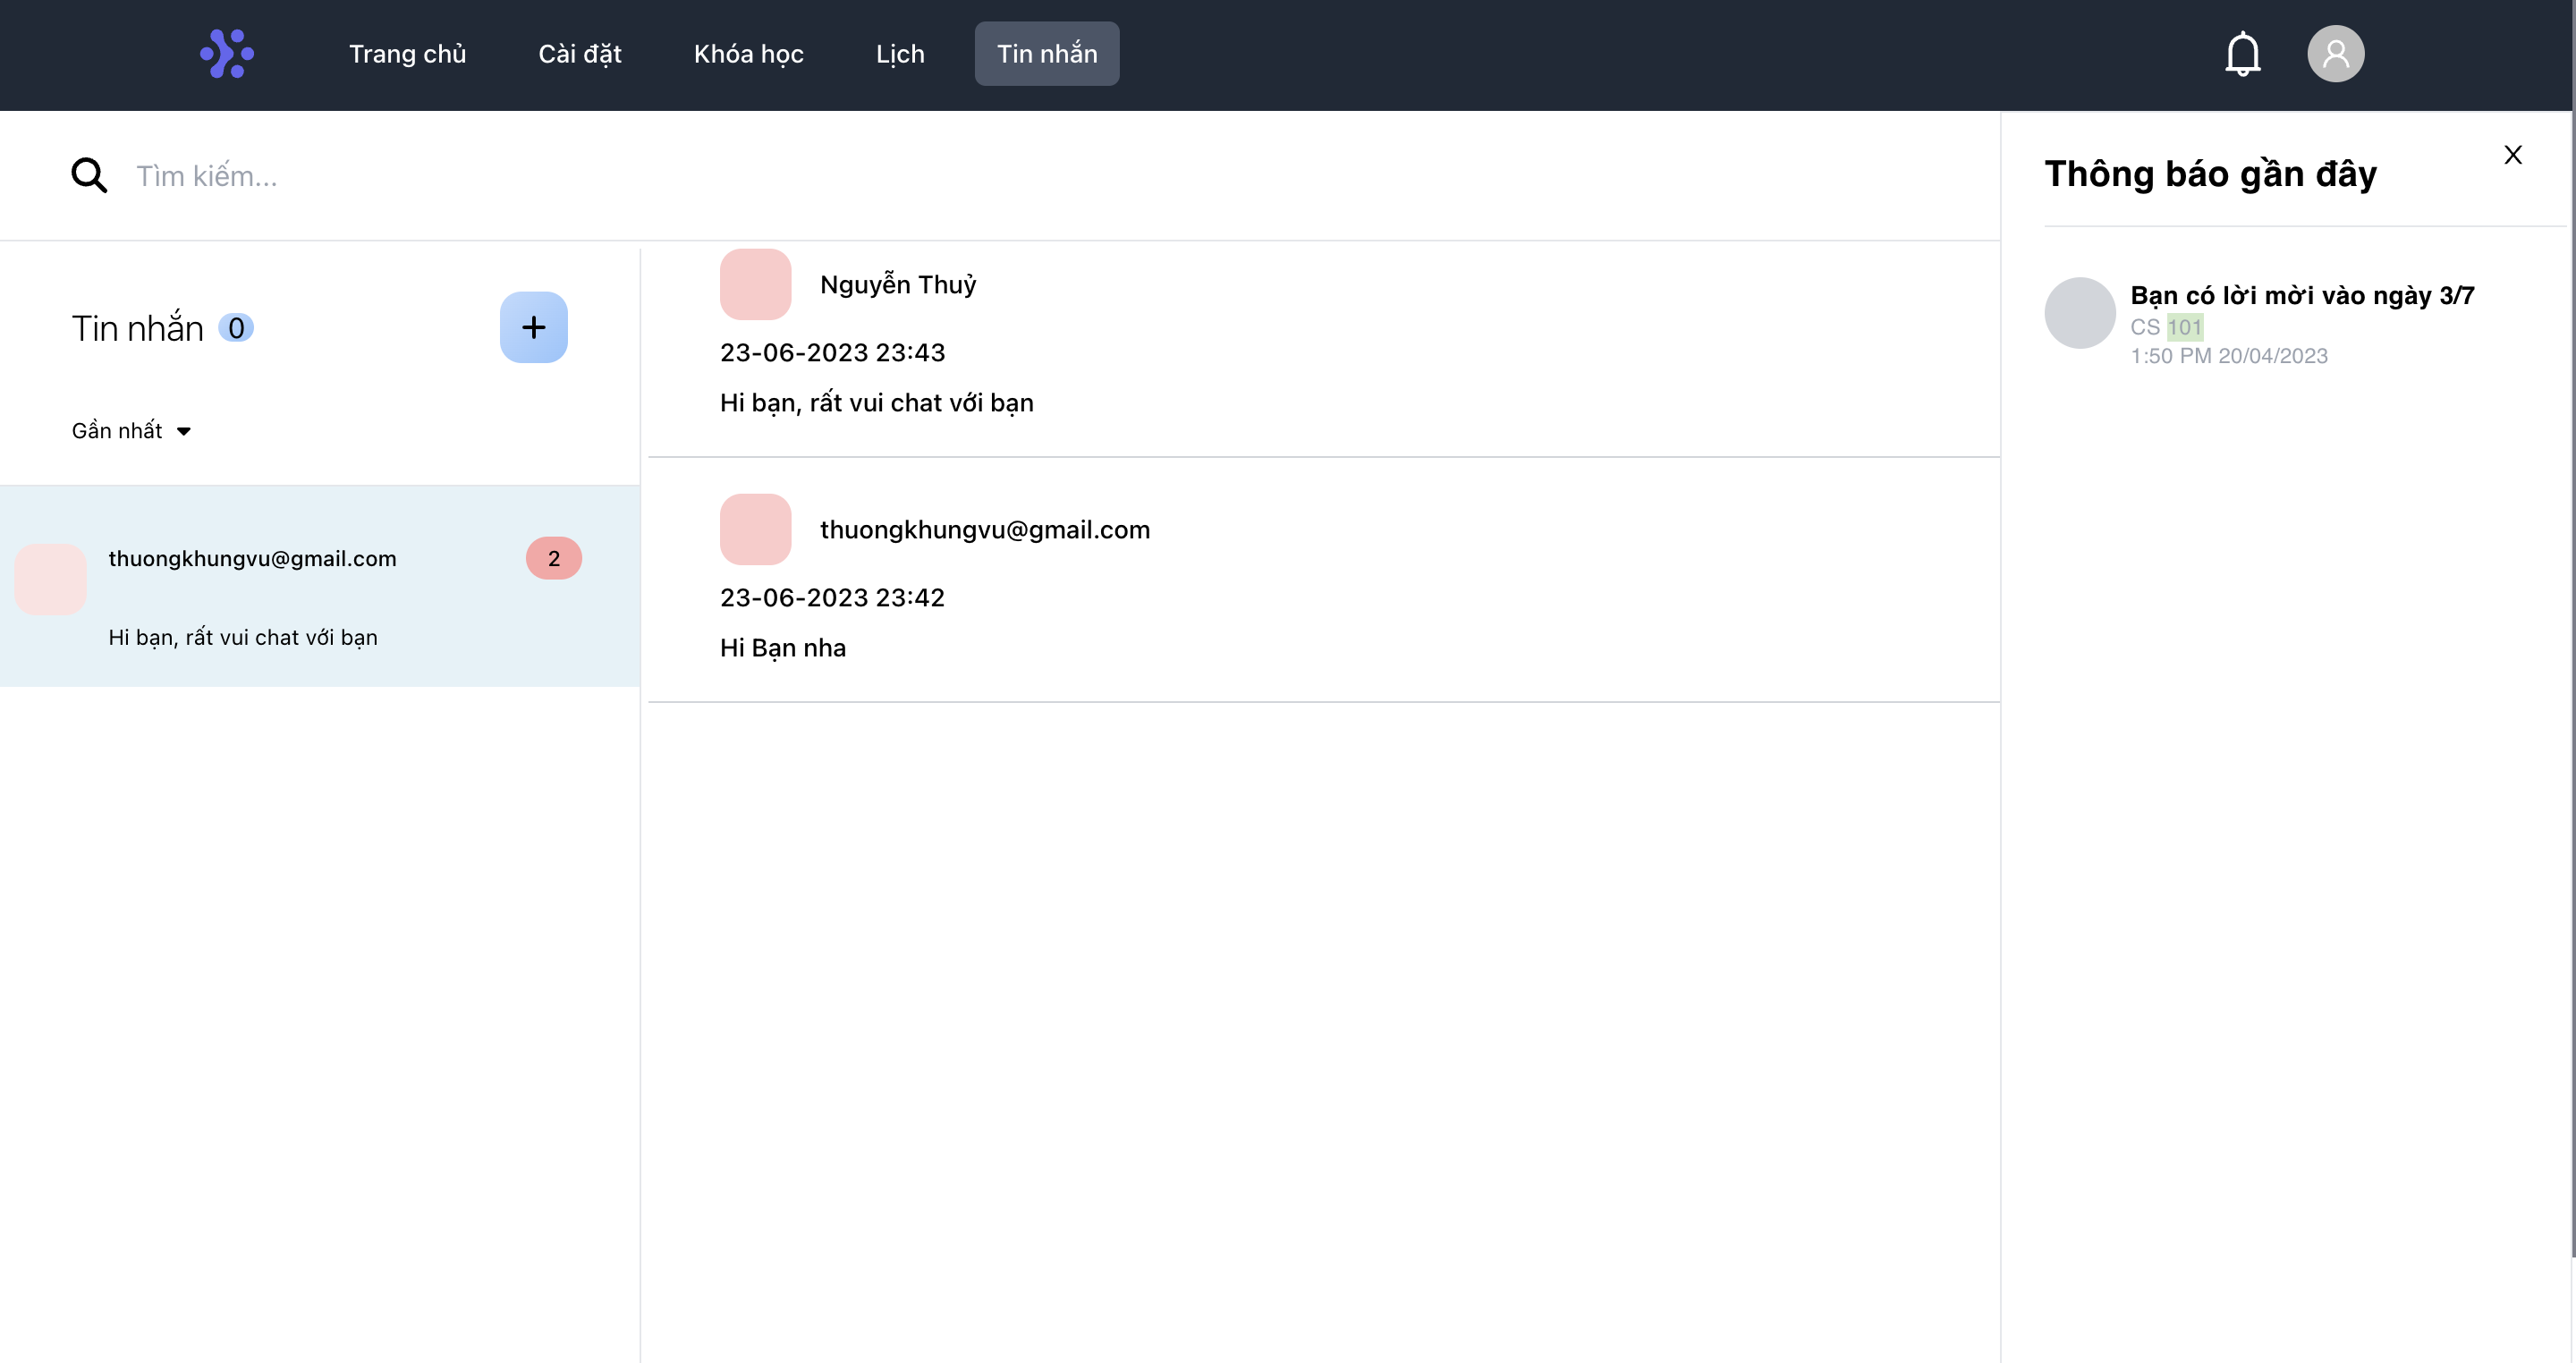 Trang chủ
Cài đặt
Khóa học
Lịch
Tin nhắn
Tìm kiếm...
Tin nhắn 0
+
Gần nhất
thuongkhungvu@gmail.com
2
Hi bạn, rất vui chat với bạn
Nguyễn Thuỷ
23-06-2023 23:43
Hi bạn, rất vui chat với bạn
thuongkhungvu@gmail.com
23-06-2023 23:42
Hi Bạn nha
Thông báo gần đây
X
Bạn có lời mời vào ngày 3/7
CS 101
1:50 PM 20/04/2023